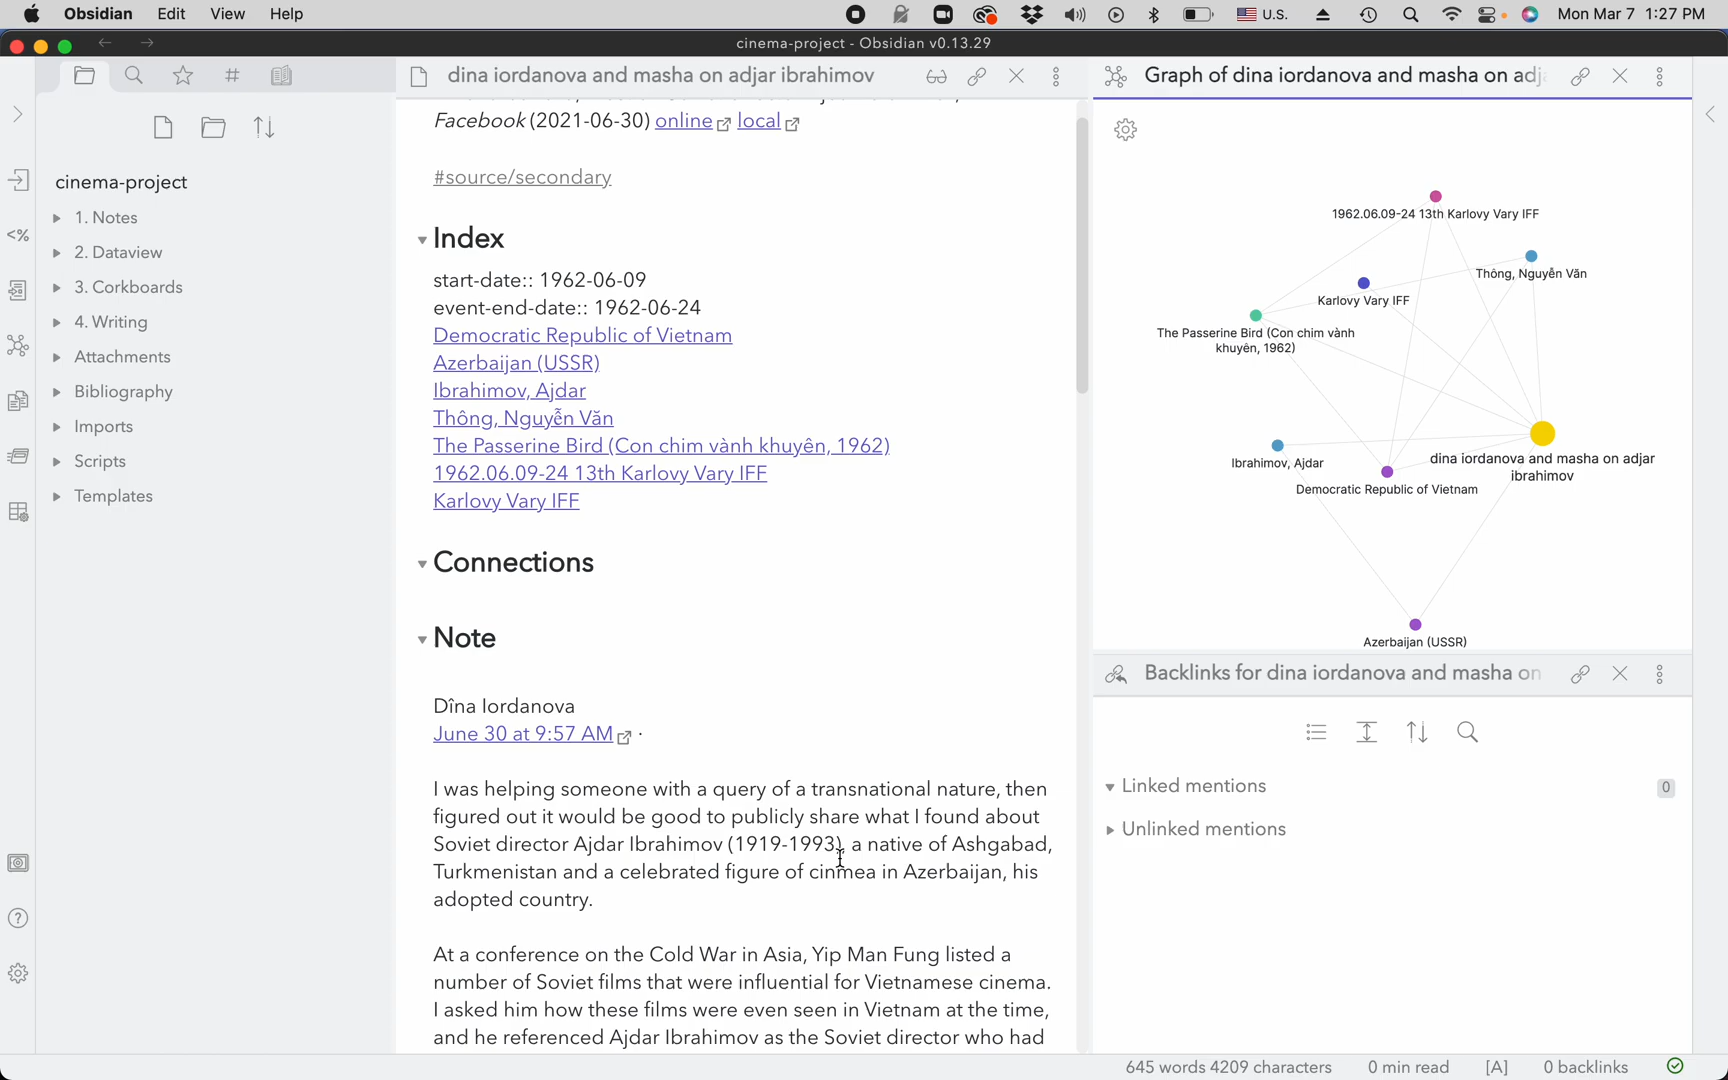 Obsidian Edit View Help U.S. Mon Mar 7 1:27 PM
cinema-project - Obsidian v0.13.29
dina iordanova and masha on adjar ibrahimov
Graph of dina iordanova and masha on adj
cinema-project
1. Notes
2. Dataview
3. Corkboards
4. Writing
Attachments
Bibliography
Imports
Scripts
Templates
Facebook (2021-06-30) online local
#source/secondary
Index
start-date:: 1962-06-09
event-end-date:: 1962-06-24
Democratic Republic of Vietnam
Azerbaijan (USSR)
Ibrahimov, Ajdar
Thông, Nguyễn Văn
The Passerine Bird (Con chim vành khuyên, 1962)
1962.06.09-24 13th Karlovy Vary IFF
Karlovy Vary IFF
Connections
Note
Dîna Iordanova
June 30 at 9:57 AM ·
I was helping someone with a query of a transnational nature, then
figured out it would be good to publicly share what I found about
Soviet director Ajdar Ibrahimov (1919-1993), a native of Ashgabad,
Turkmenistan and a celebrated figure of cinmea in Azerbaijan, his
adopted country.
At a conference on the Cold War in Asia, Yip Man Fung listed a
number of Soviet films that were influential for Vietnamese cinema.
I asked him how these films were even seen in Vietnam at the time,
and he referenced Ajdar Ibrahimov as the Soviet director who had
1962.06.09-24 13th Karlovy Vary IFF
Thông, Nguyễn Văn
Karlovy Vary IFF
The Passerine Bird (Con chim vành
khuyên, 1962)
Ibrahimov, Ajdar
dina iordanova and masha on adjar
ibrahimov
Democratic Republic of Vietnam
Azerbaijan (USSR)
Backlinks for dina iordanova and masha on
Linked mentions 0
Unlinked mentions
645 words 4209 characters 0 min read [A] 0 backlinks